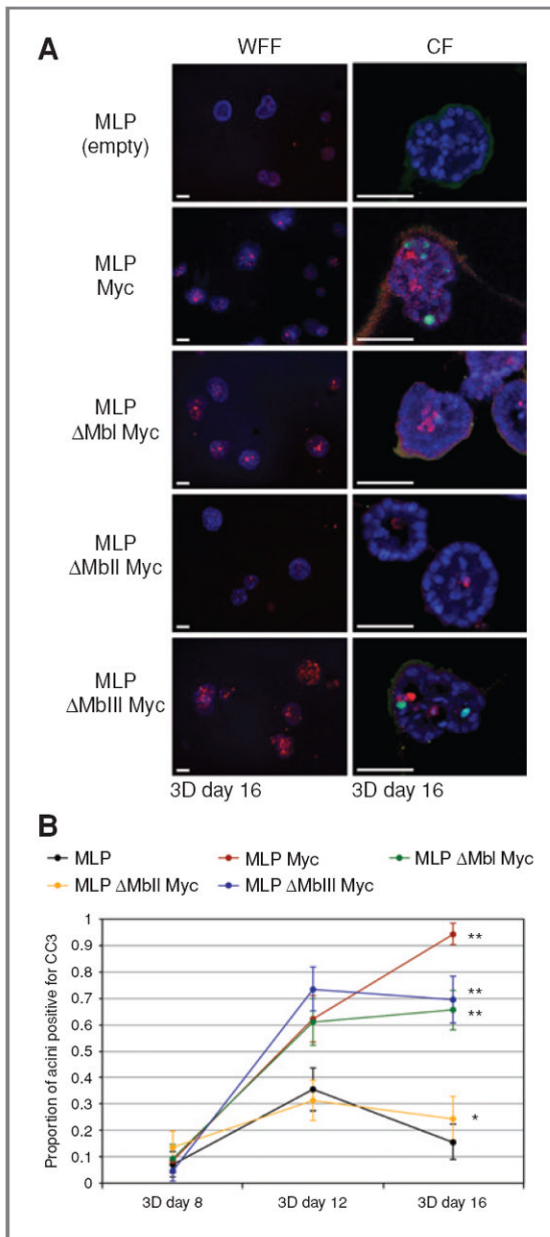 A
WFF
CF
MLP
(empty)
MLP
Myc
MLP
ΔMbI Myc
MLP
ΔMbII Myc
MLP
ΔMbIII Myc
3D day 16
3D day 16
B
MLP
MLP Myc
MLP ΔMbI Myc
MLP ΔMbII Myc
MLP ΔMbIII Myc
Proportion of acini positive for CC3
1
0.9
0.8
0.7
0.6
0.5
0.4
0.3
0.2
0.1
0
**
**
**
*
3D day 8
3D day 12
3D day 16